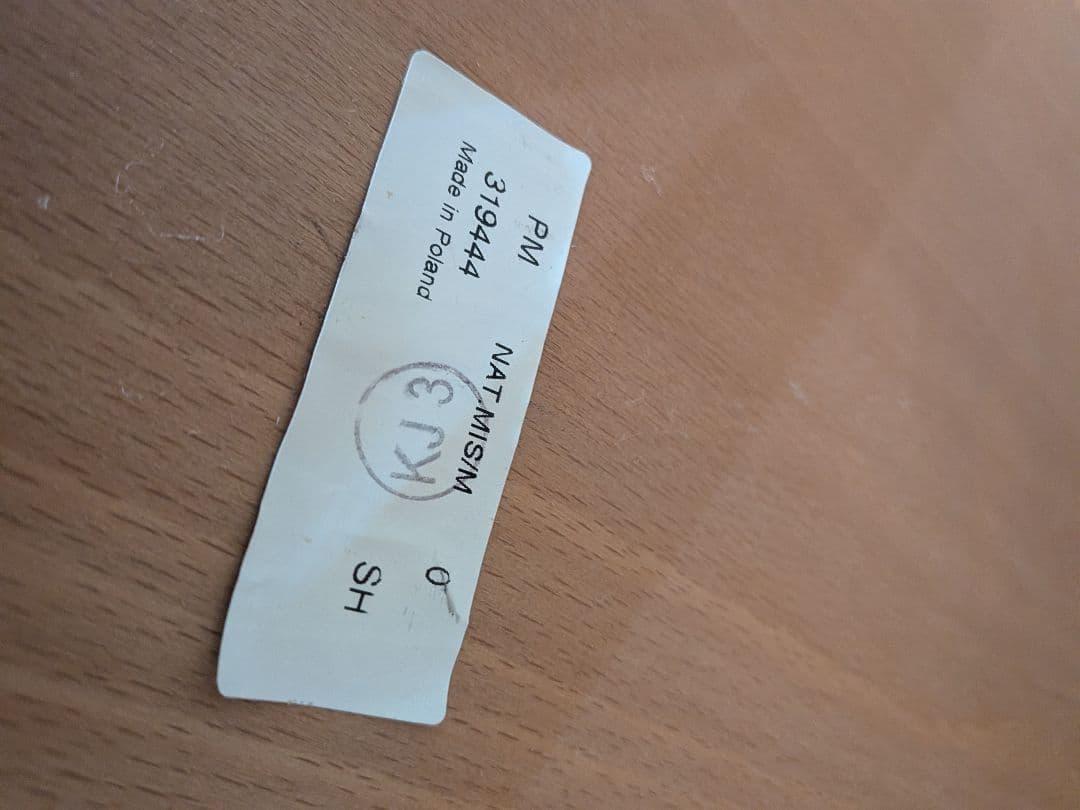 PM NAT MIS/M
319444
Made in Poland
KJ 3
SH